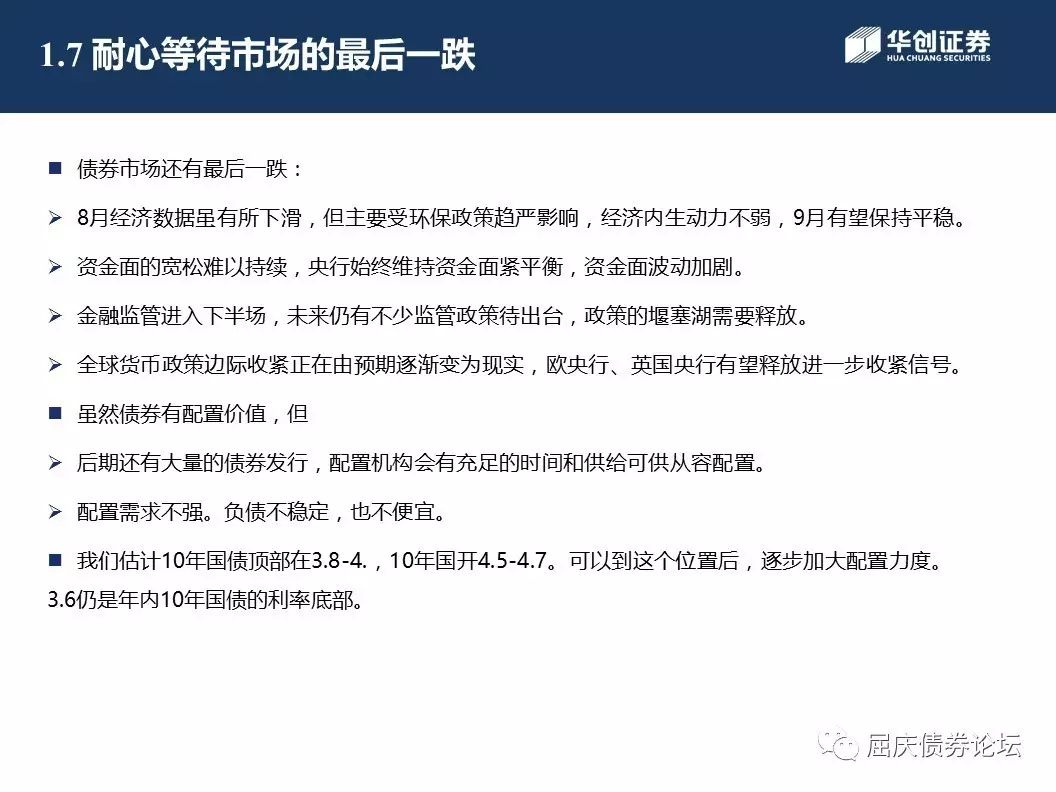 1.7 耐心等待市场的最后一跌
华创证券
HUA CHUANG SECURITIES
■ 债券市场还有最后一跌：
➢ 8月经济数据虽有所下滑，但主要受环保政策趋严影响，经济内生动力不弱，9月有望保持平稳。
➢ 资金面的宽松难以持续，央行始终维持资金面紧平衡，资金面波动加剧。
➢ 金融监管进入下半场，未来仍有不少监管政策待出台，政策的堰塞湖需要释放。
➢ 全球货币政策边际收紧正在由预期逐渐变为现实，欧央行、英国央行有望释放进一步收紧信号。
■ 虽然债券有配置价值，但
➢ 后期还有大量的债券发行，配置机构会有充足的时间和供给可供从容配置。
➢ 配置需求不强。负债不稳定，也不便宜。
■ 我们估计10年国债顶部在3.8-4.，10年国开4.5-4.7。可以到这个位置后，逐步加大配置力度。
3.6仍是年内10年国债的利率底部。
屈庆债券论坛